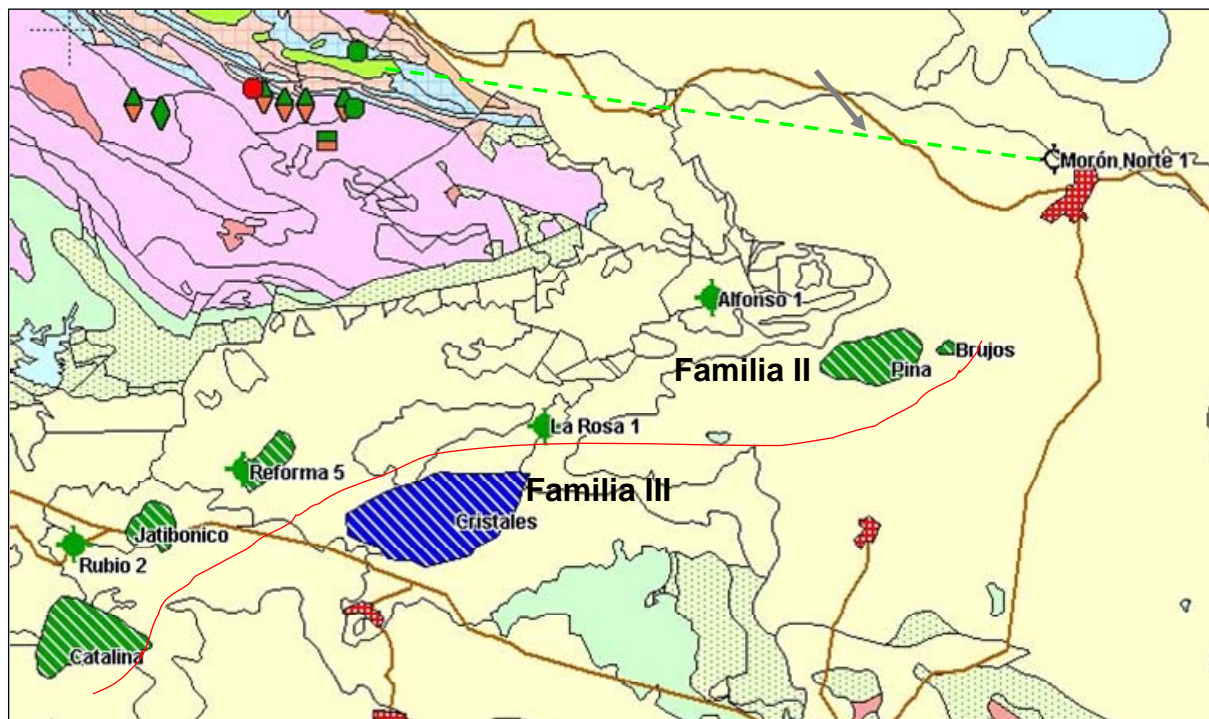 Morón Norte 1
Alfonso 1
Brujos
Pina
Familia II
La Rosa 1
Reforma 5
Familia III
Cristales
Jatibonico
Rubio 2
Catalina